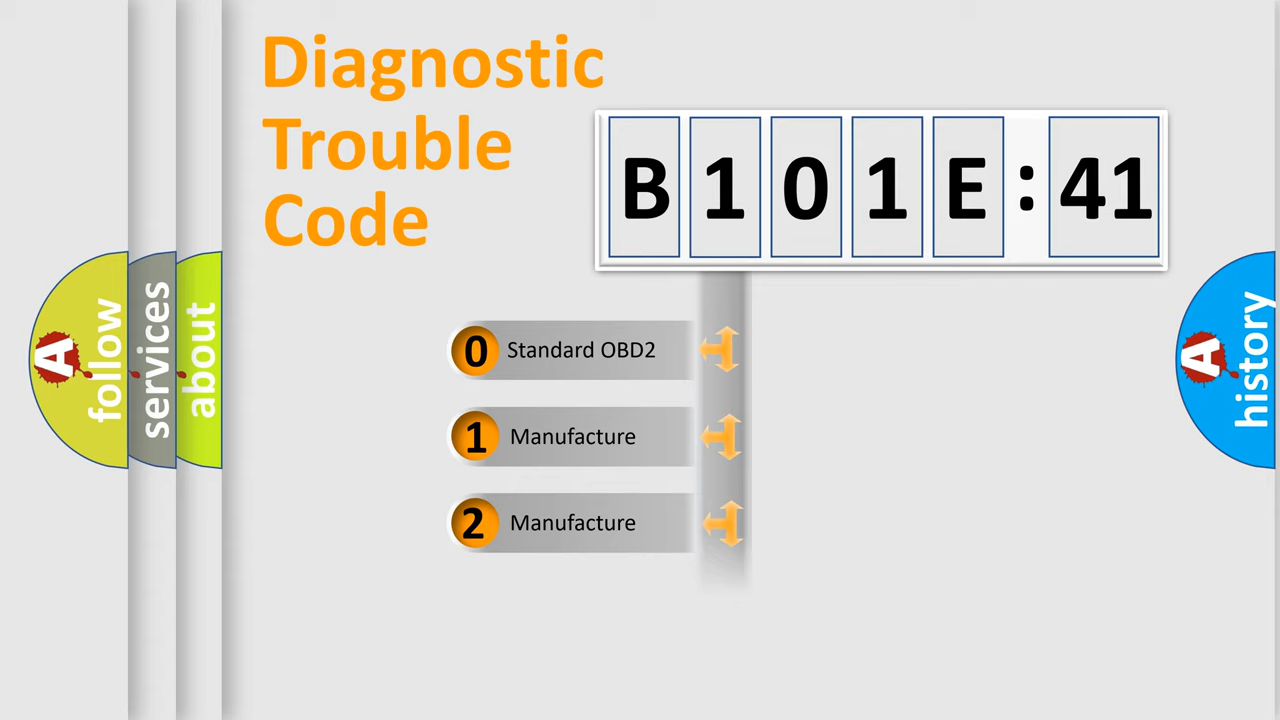 Diagnostic
Trouble
Code
B 1 0 1 E : 41
0 Standard OBD2
1 Manufacture
2 Manufacture
A follow
services
about
A history